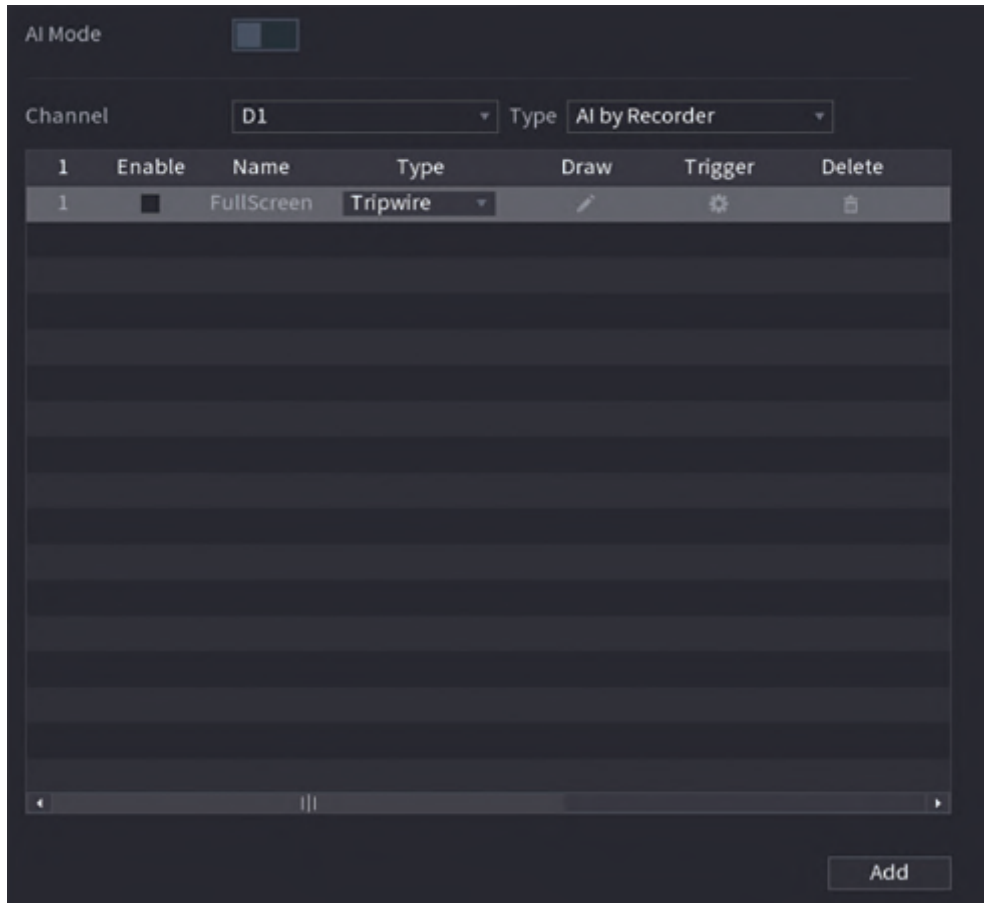 AI Mode
Channel D1 Type AI by Recorder
1 Enable Name Type Draw Trigger Delete
1 FullScreen Tripwire
Add